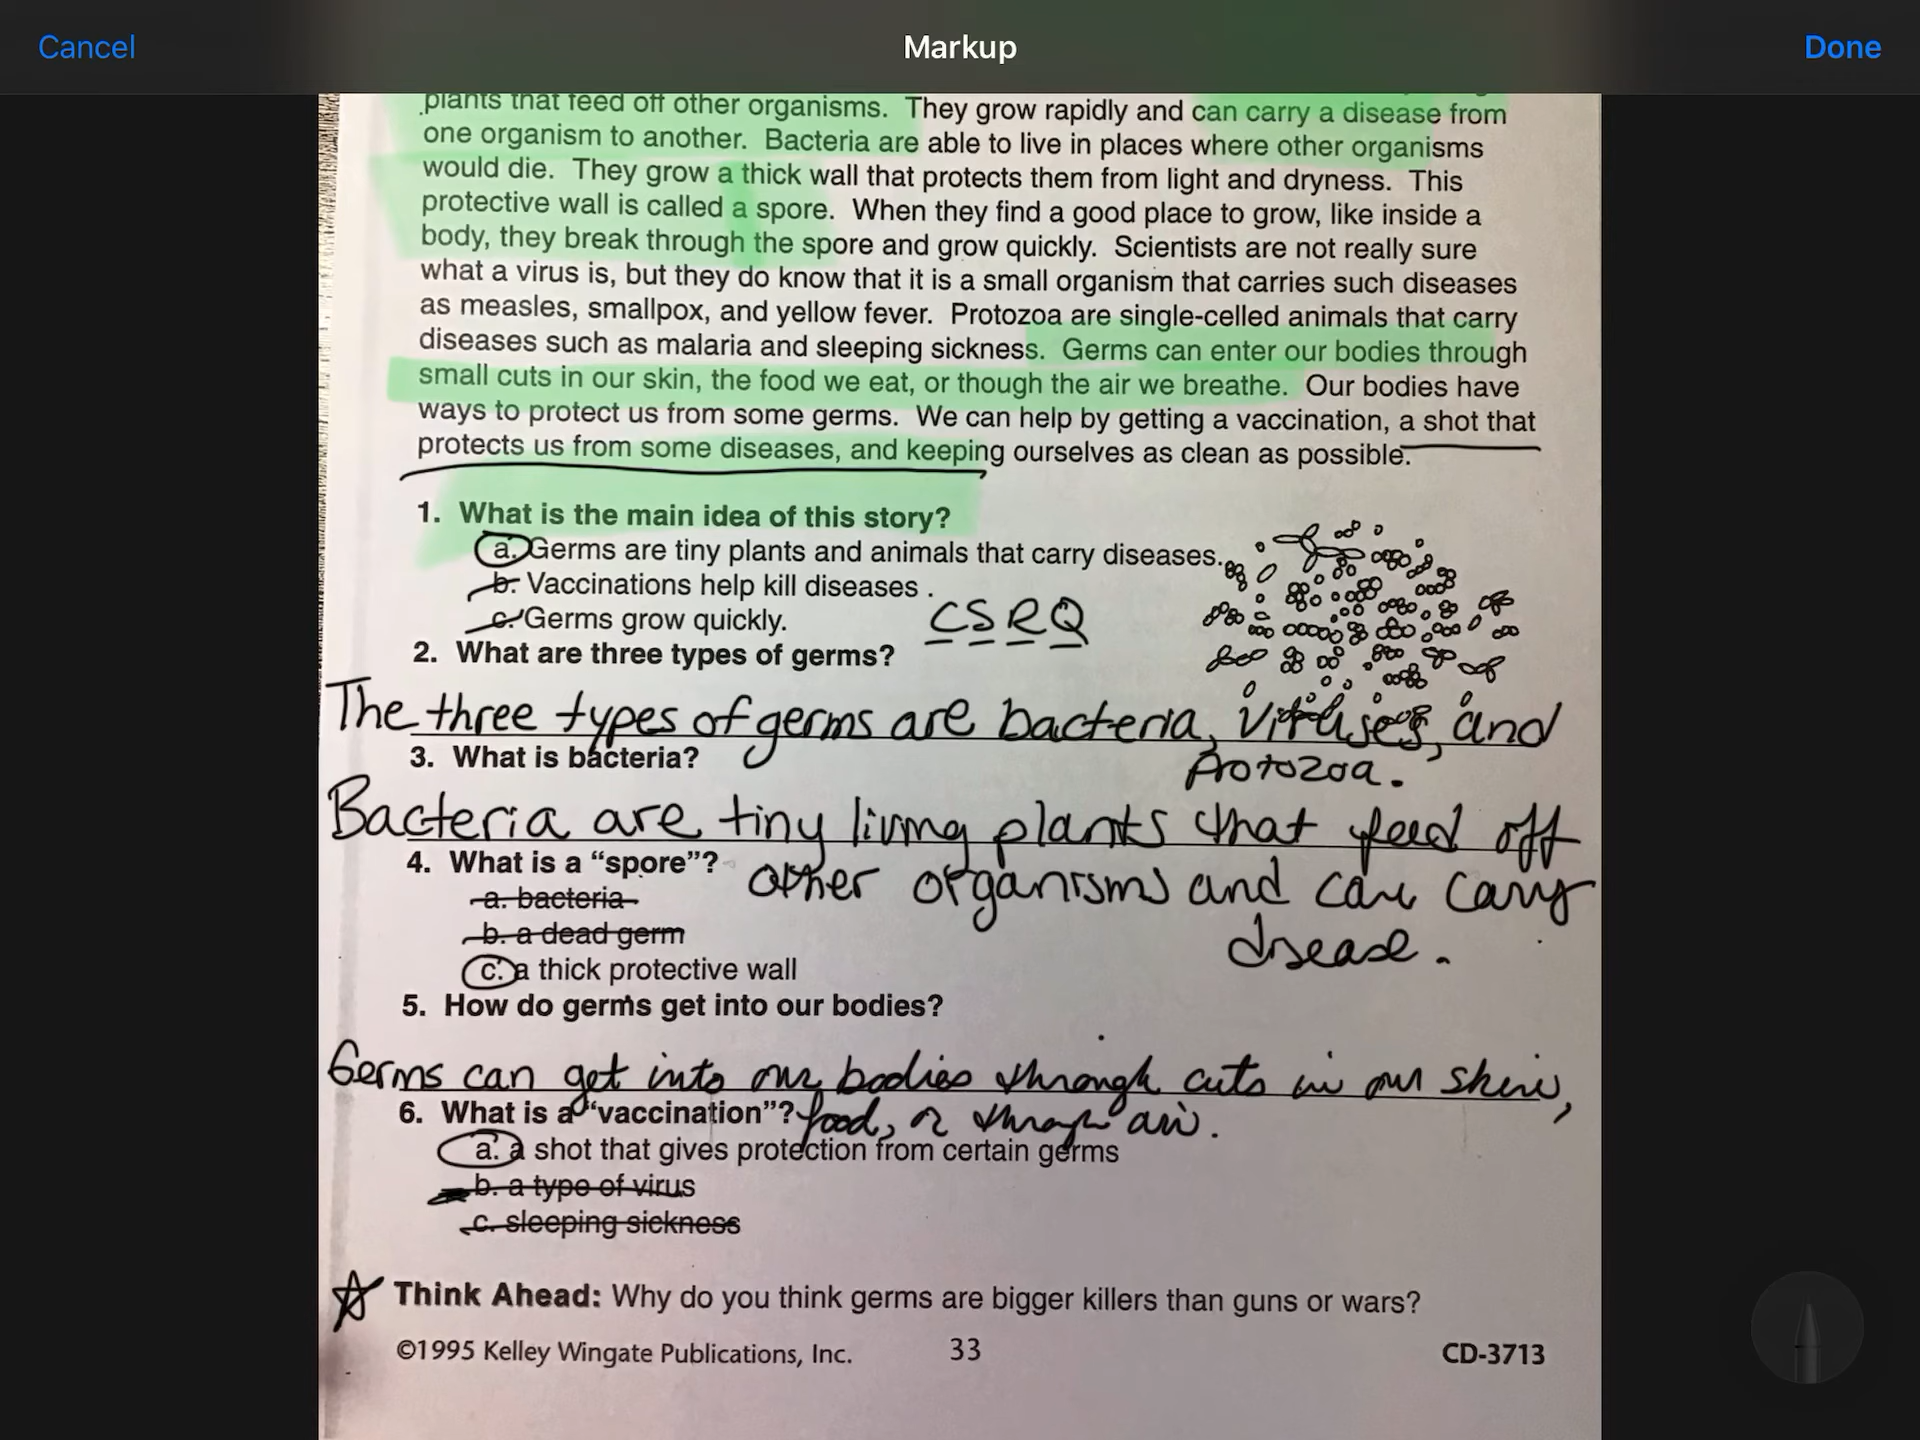 Cancel
Markup
Done
plants that feed off other organisms. They grow rapidly and can carry a disease from
one organism to another. Bacteria are able to live in places where other organisms
would die. They grow a thick wall that protects them from light and dryness. This
protective wall is called a spore. When they find a good place to grow, like inside a
body, they break through the spore and grow quickly. Scientists are not really sure
what a virus is, but they do know that it is a small organism that carries such diseases
as measles, smallpox, and yellow fever. Protozoa are single-celled animals that carry
diseases such as malaria and sleeping sickness. Germs can enter our bodies through
small cuts in our skin, the food we eat, or though the air we breathe. Our bodies have
ways to protect us from some germs. We can help by getting a vaccination, a shot that
protects us from some diseases, and keeping ourselves as clean as possible.
1. What is the main idea of this story?
a. Germs are tiny plants and animals that carry diseases.
b. Vaccinations help kill diseases .
c. Germs grow quickly.
CSRQ
2. What are three types of germs?
The three types of germs are bacteria, viruses, and
Protozoa.
3. What is bacteria?
Bacteria are tiny living plants that feed off
other organisms and can carry
disease.
4. What is a “spore”?
a. bacteria
b. a dead germ
c. a thick protective wall
5. How do germs get into our bodies?
Germs can get into our bodies through cuts in our skin,
food, or through air.
6. What is a “vaccination”?
a. a shot that gives protection from certain germs
b. a type of virus
c. sleeping sickness
Think Ahead: Why do you think germs are bigger killers than guns or wars?
©1995 Kelley Wingate Publications, Inc.
33
CD-3713